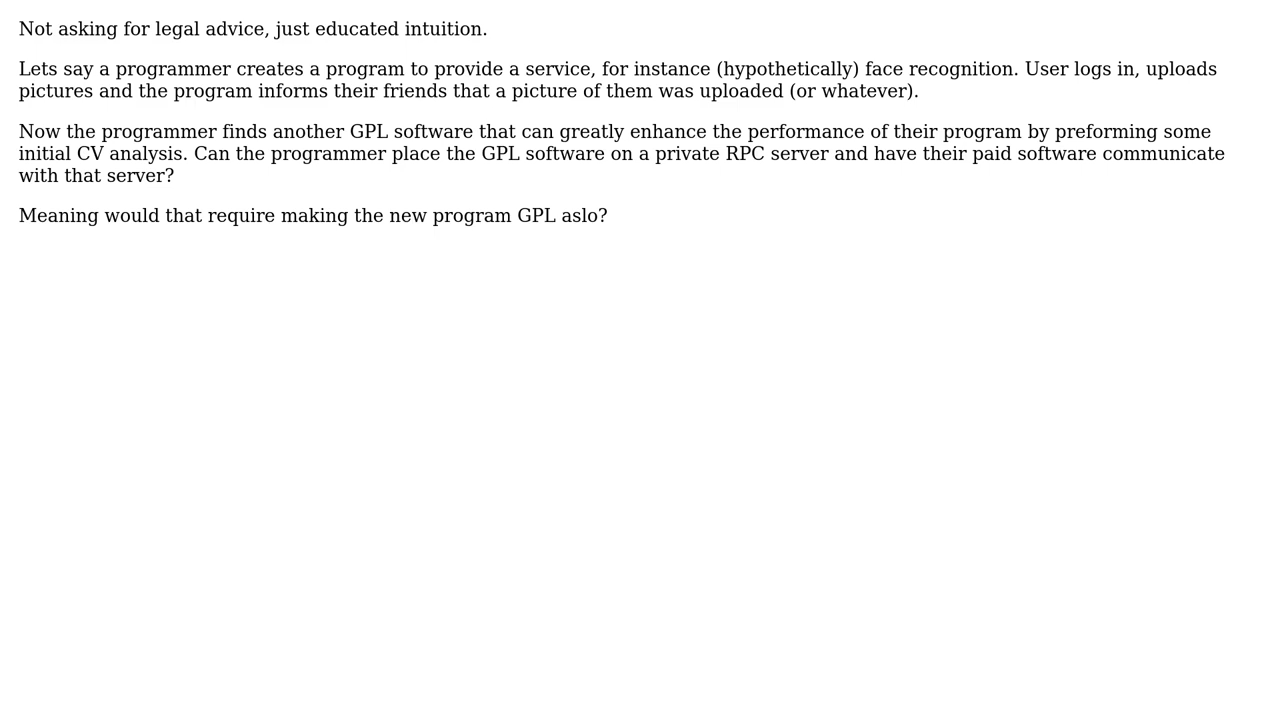 Not asking for legal advice, just educated intuition.
Lets say a programmer creates a program to provide a service, for instance (hypothetically) face recognition. User logs in, uploads
pictures and the program informs their friends that a picture of them was uploaded (or whatever).
Now the programmer finds another GPL software that can greatly enhance the performance of their program by preforming some
initial CV analysis. Can the programmer place the GPL software on a private RPC server and have their paid software communicate
with that server?
Meaning would that require making the new program GPL aslo?